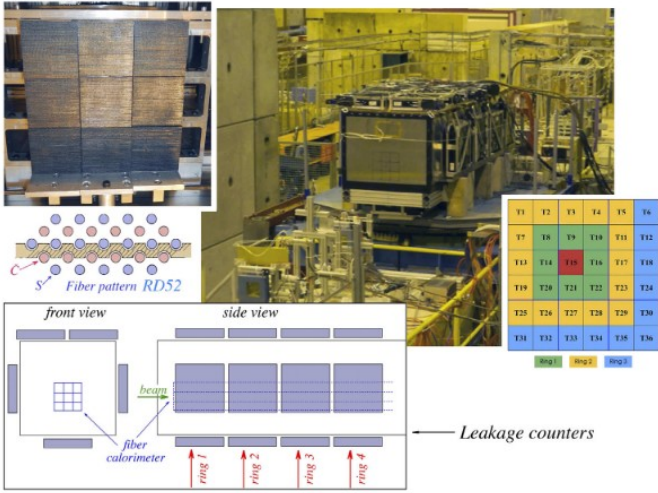 T1 T2 T3 T4 T5 T6
T7 T8 T9 T10 T11 T12
T13 T14 T15 T16 T17 T18
T19 T20 T21 T22 T23 T24
T25 T26 T27 T28 T29 T30
T31 T32 T33 T34 T35 T36
Ring 1 Ring 2 Ring 3
Č
S Fiber pattern RD52
front view side view
beam
fiber
calorimeter
ring 1 ring 2 ring 3 ring 4
Leakage counters